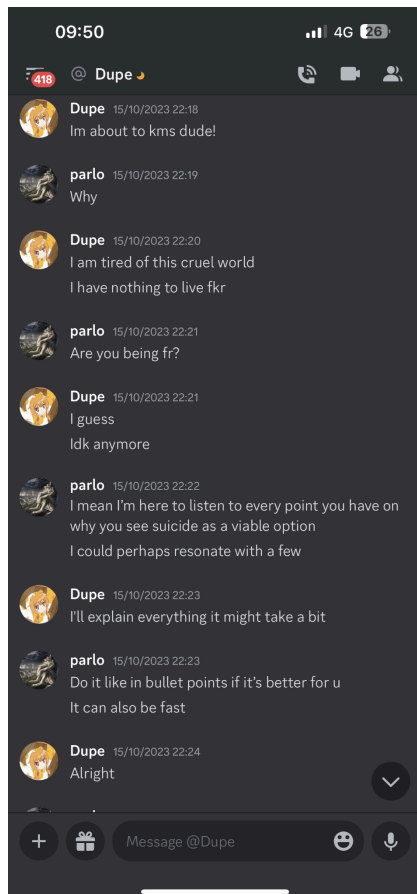 09:50
4G 26
418 @ Dupe
Dupe 15/10/2023 22:18
Im about to kms dude!
parlo 15/10/2023 22:19
Why
Dupe 15/10/2023 22:20
I am tired of this cruel world
I have nothing to live fkr
parlo 15/10/2023 22:21
Are you being fr?
Dupe 15/10/2023 22:21
I guess
Idk anymore
parlo 15/10/2023 22:22
I mean I'm here to listen to every point you have on
why you see suicide as a viable option
I could perhaps resonate with a few
Dupe 15/10/2023 22:23
I'll explain everything it might take a bit
parlo 15/10/2023 22:23
Do it like in bullet points if it's better for u
It can also be fast
Dupe 15/10/2023 22:24
Alright
Message @Dupe